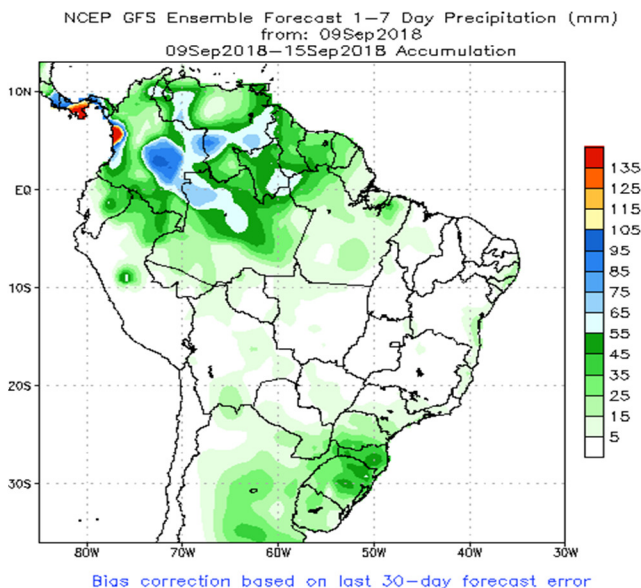 NCEP GFS Ensemble Forecast 1-7 Day Precipitation (mm)
from: 09Sep2018
09Sep2018-15Sep2018 Accumulation
10N
EQ
10S
20S
30S
80W 70W 60W 50W 40W 30W
135
125
115
105
95
85
75
65
55
45
35
25
15
5
Bias correction based on last 30-day forecast error